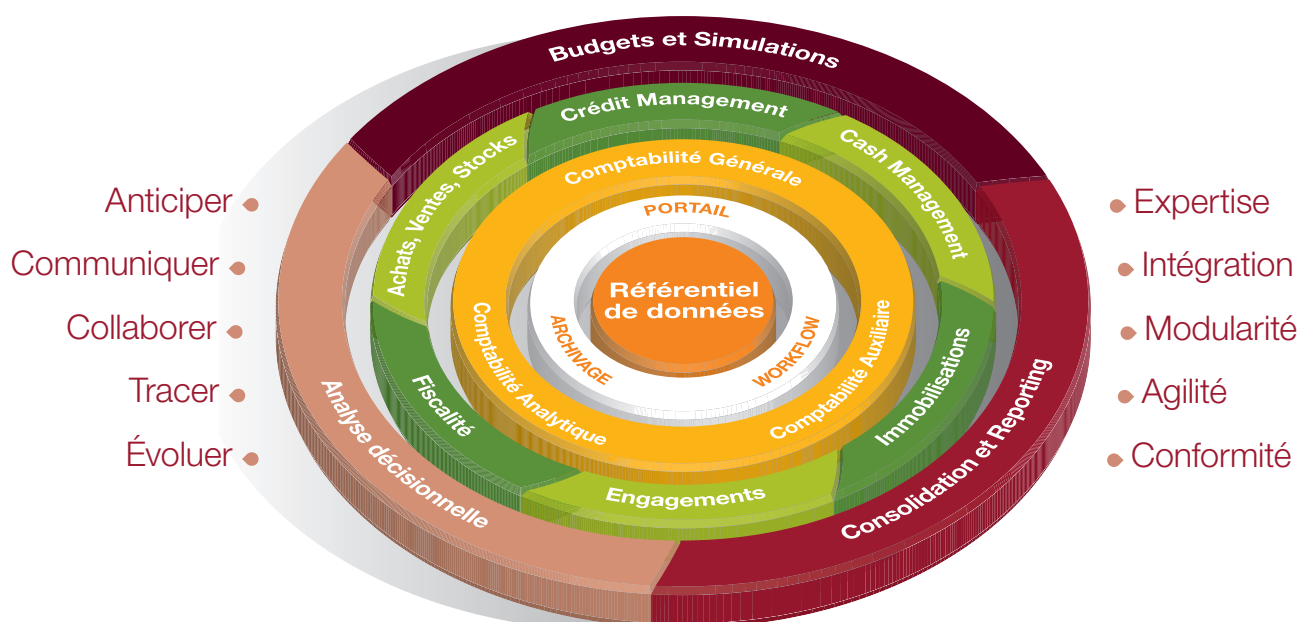 Budgets et Simulations
Crédit Management
Cash Management
Achats, Ventes, Stocks
Comptabilité Générale
PORTAIL
Référentiel
de données
ARCHIVAGE
WORKFLOW
Comptabilité Analytique
Comptabilité Auxiliaire
Fiscalité
Immobilisations
Engagements
Analyse décisionnelle
Consolidation et Reporting
Anticiper
Communiquer
Collaborer
Tracer
Évoluer
Expertise
Intégration
Modularité
Agilité
Conformité